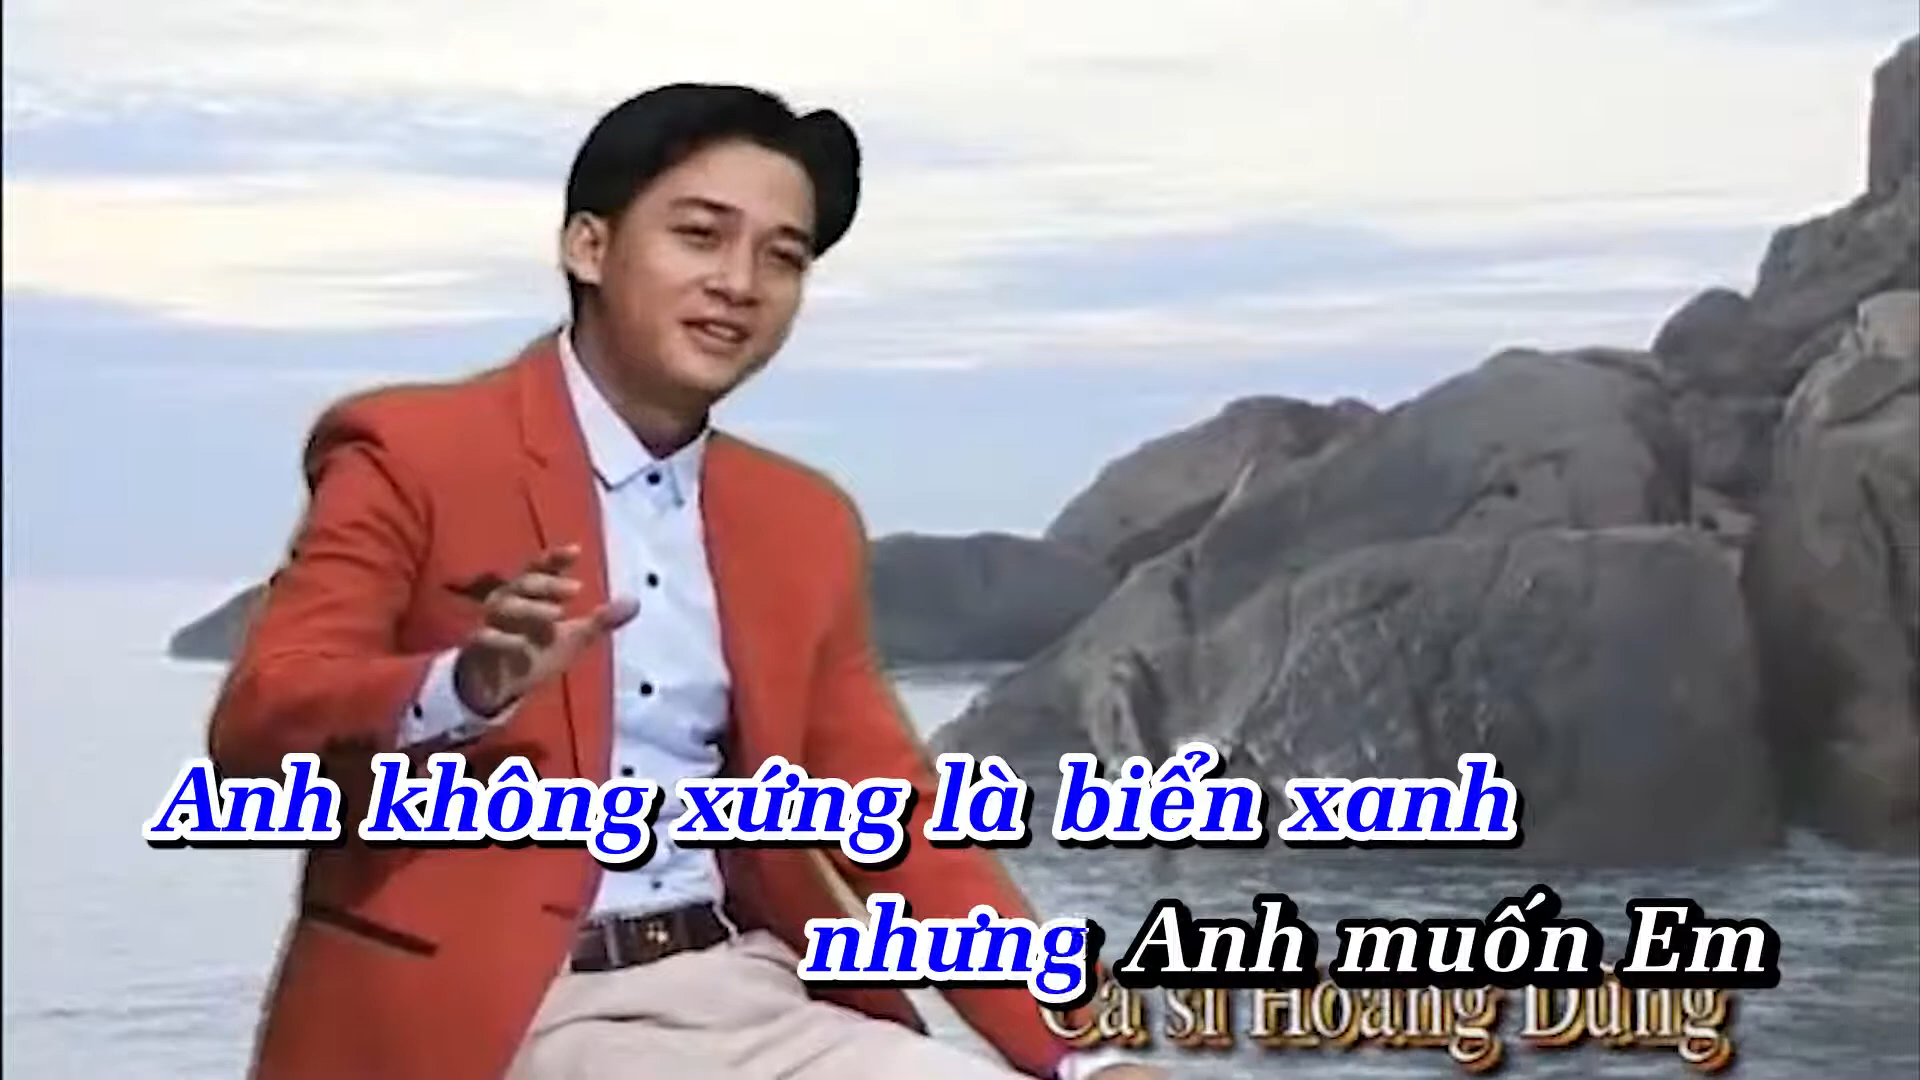 Anh không xứng là biển xanh
nhưng Anh muốn Em
Ca sĩ Hoàng Dũng